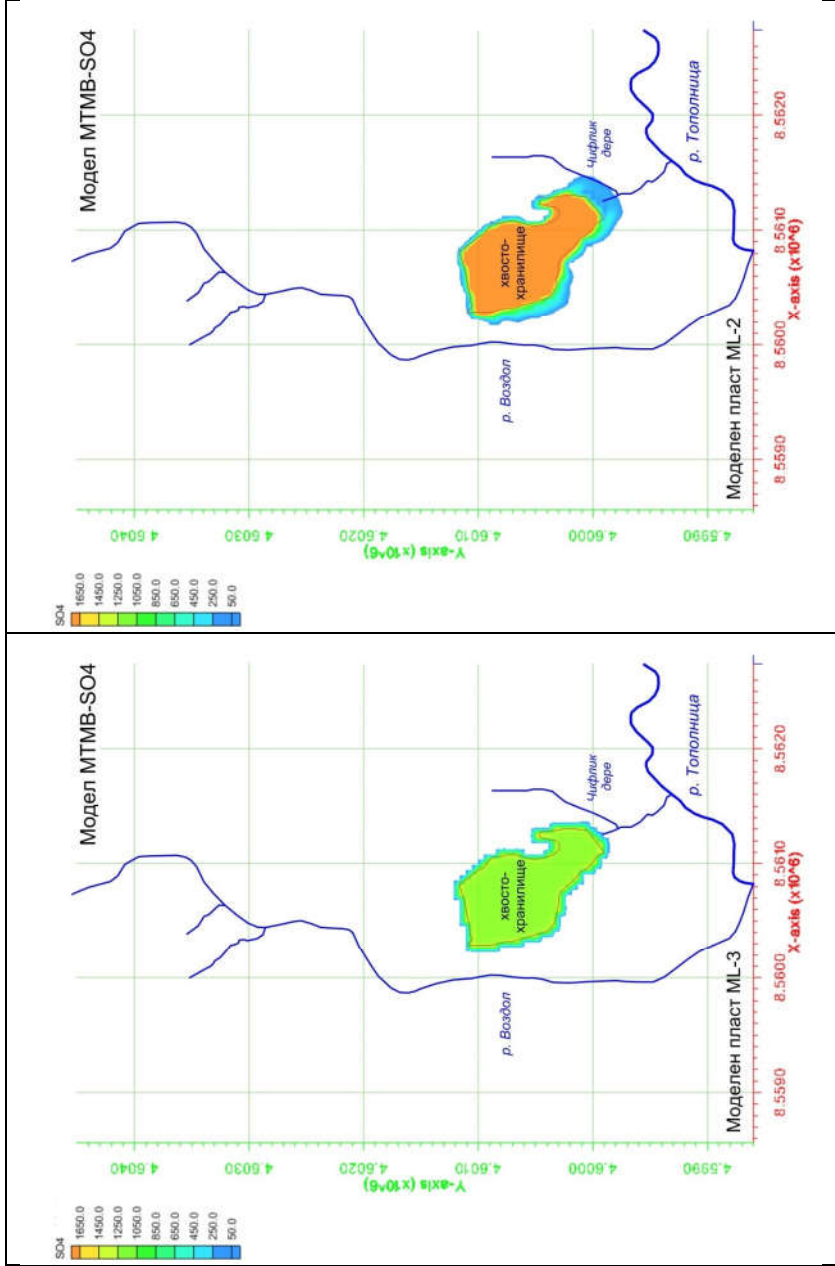 Модел МТМВ-SO4
SO4
1650.0
1450.0
1250.0
1050.0
850.0
650.0
450.0
250.0
50.0
4.6040
4.6030
4.6020
4.6010
4.6000
4.5990
Y-axis (x10^6)
8.5590
8.5600
8.5610
8.5620
X-axis (x10^6)
хвосто-
хранилище
Чифлик
дере
р. Воздол
р. Тополница
Моделен пласт ML-2
Модел МТМВ-SO4
SO4
1650.0
1450.0
1250.0
1050.0
850.0
650.0
450.0
250.0
50.0
4.6040
4.6030
4.6020
4.6010
4.6000
4.5990
Y-axis (x10^6)
8.5590
8.5600
8.5610
8.5620
X-axis (x10^6)
хвосто-
хранилище
Чифлик
дере
р. Воздол
р. Тополница
Моделен пласт ML-3